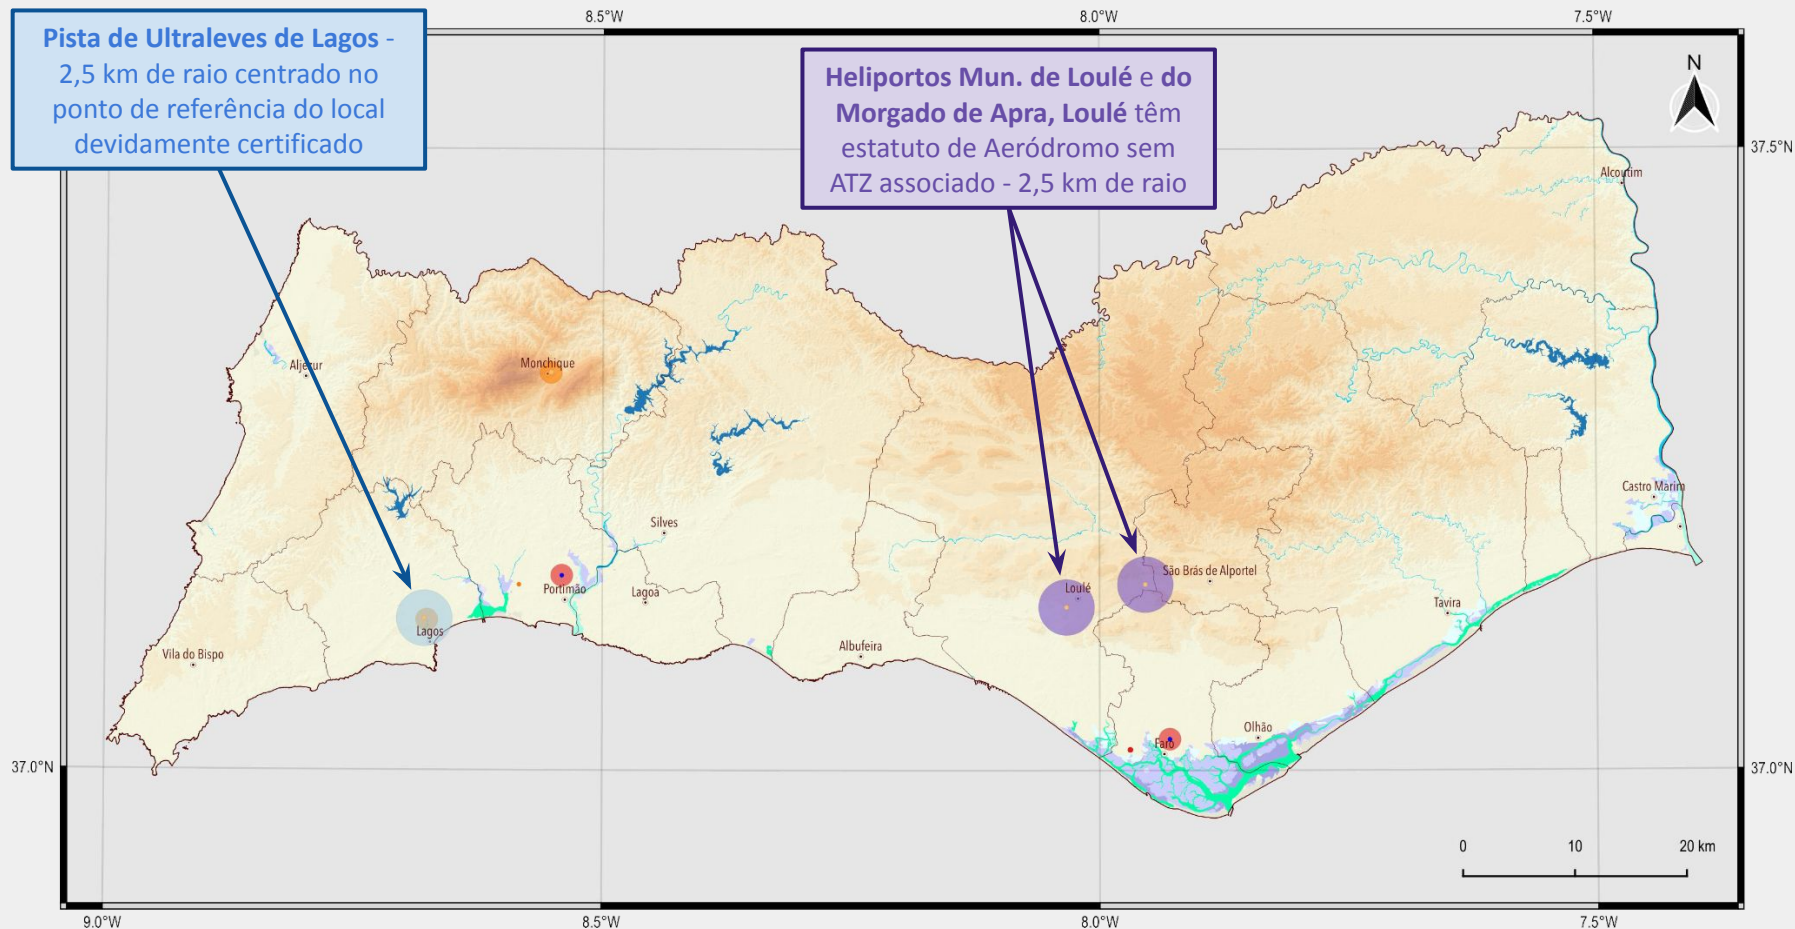 8.5°W
8.0°W
7.5°W
Pista de Ultraleves de Lagos -
2,5 km de raio centrado no
ponto de referência do local
devidamente certificado
Heliportos Mun. de Loulé e do
Morgado de Apra, Loulé têm
estatuto de Aeródromo sem
ATZ associado - 2,5 km de raio
N
37.5°N
Alcoutim
Aljezur
Monchique
Castro Marim
Silves
São Brás de Alportel
Portimão
Lagoa
Loulé
Tavira
Lagos
Vila do Bispo
Albufeira
Olhão
Faro
37.0°N
37.0°N
0
10
20 km
9.0°W
8.5°W
8.0°W
7.5°W